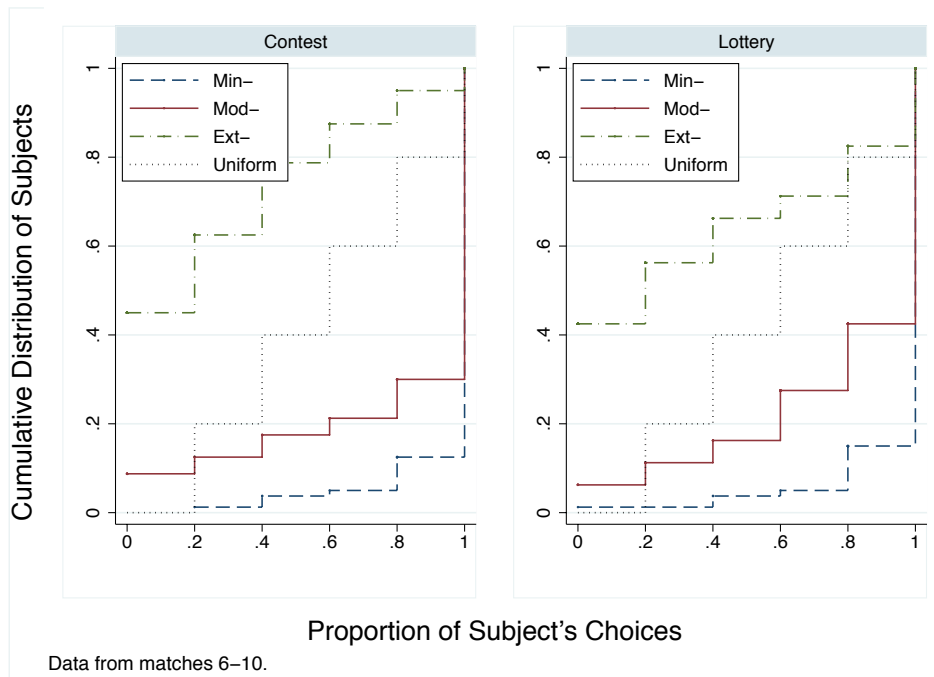 Contest
Lottery
Min–
Mod–
Ext–
Uniform
Min–
Mod–
Ext–
Uniform
Cumulative Distribution of Subjects
1
.8
.6
.4
.2
0
1
.8
.6
.4
.2
0
0 .2 .4 .6 .8 1
0 .2 .4 .6 .8 1
Proportion of Subject's Choices
Data from matches 6–10.